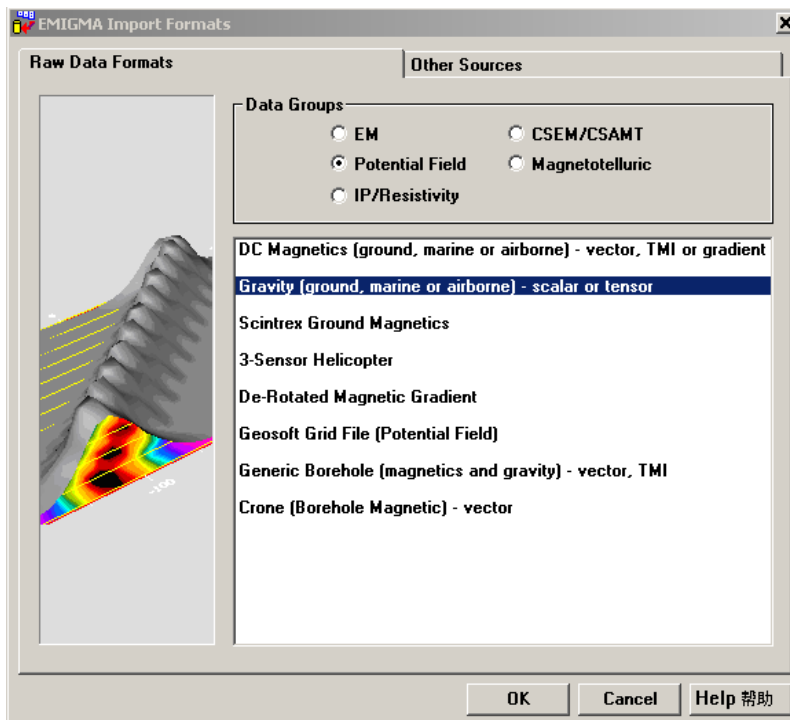 EMIGMA Import Formats
Raw Data Formats
Other Sources
Data Groups
EM
CSEM/CSAMT
Potential Field
Magnetotelluric
IP/Resistivity
DC Magnetics (ground, marine or airborne) - vector, TMI or gradient
Gravity (ground, marine or airborne) - scalar or tensor
Scintrex Ground Magnetics
3-Sensor Helicopter
De-Rotated Magnetic Gradient
Geosoft Grid File (Potential Field)
Generic Borehole (magnetics and gravity) - vector, TMI
Crone (Borehole Magnetic) - vector
-100
OK
Cancel
Help 帮助